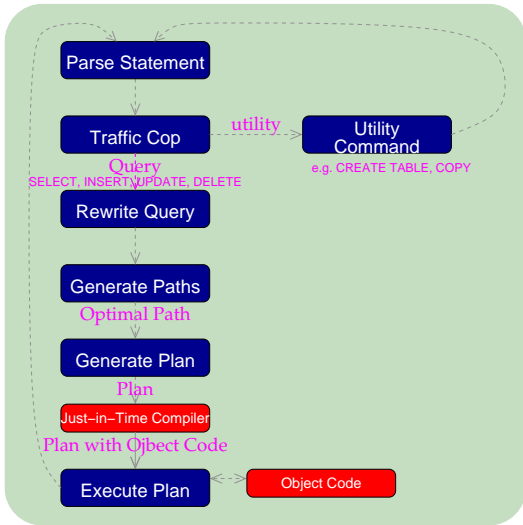 Parse Statement
Traffic Cop
utility
Utility
Command
Query
e.g. CREATE TABLE, COPY
SELECT, INSERT, UPDATE, DELETE
Rewrite Query
Generate Paths
Optimal Path
Generate Plan
Plan
Just−in−Time Compiler
Plan with Ojbect Code
Execute Plan
Object Code